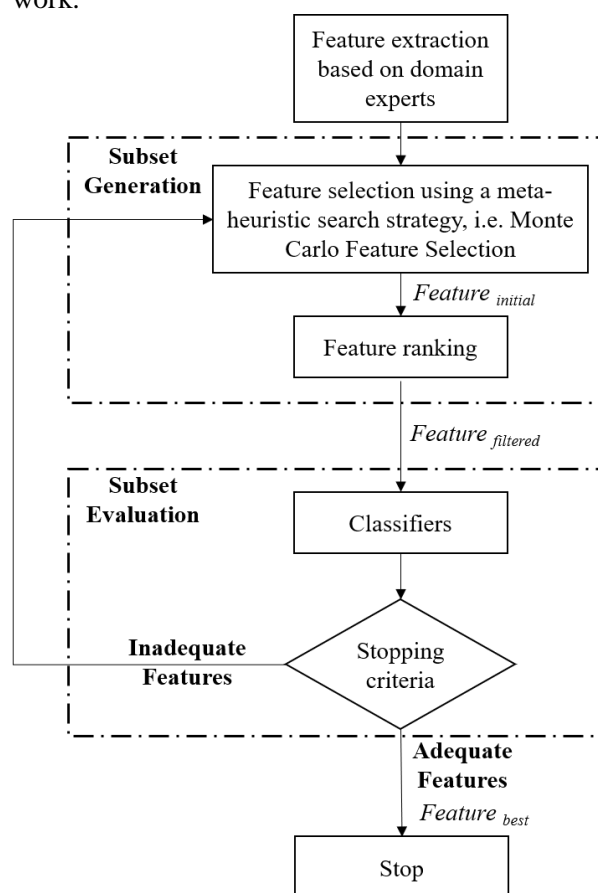 work.
Feature extraction
based on domain
experts
Subset
Generation
Feature selection using a meta-
heuristic search strategy, i.e. Monte
Carlo Feature Selection
Feature initial
Feature ranking
Feature filtered
Subset
Evaluation
Classifiers
Stopping
criteria
Inadequate
Features
Adequate
Features
Feature best
Stop